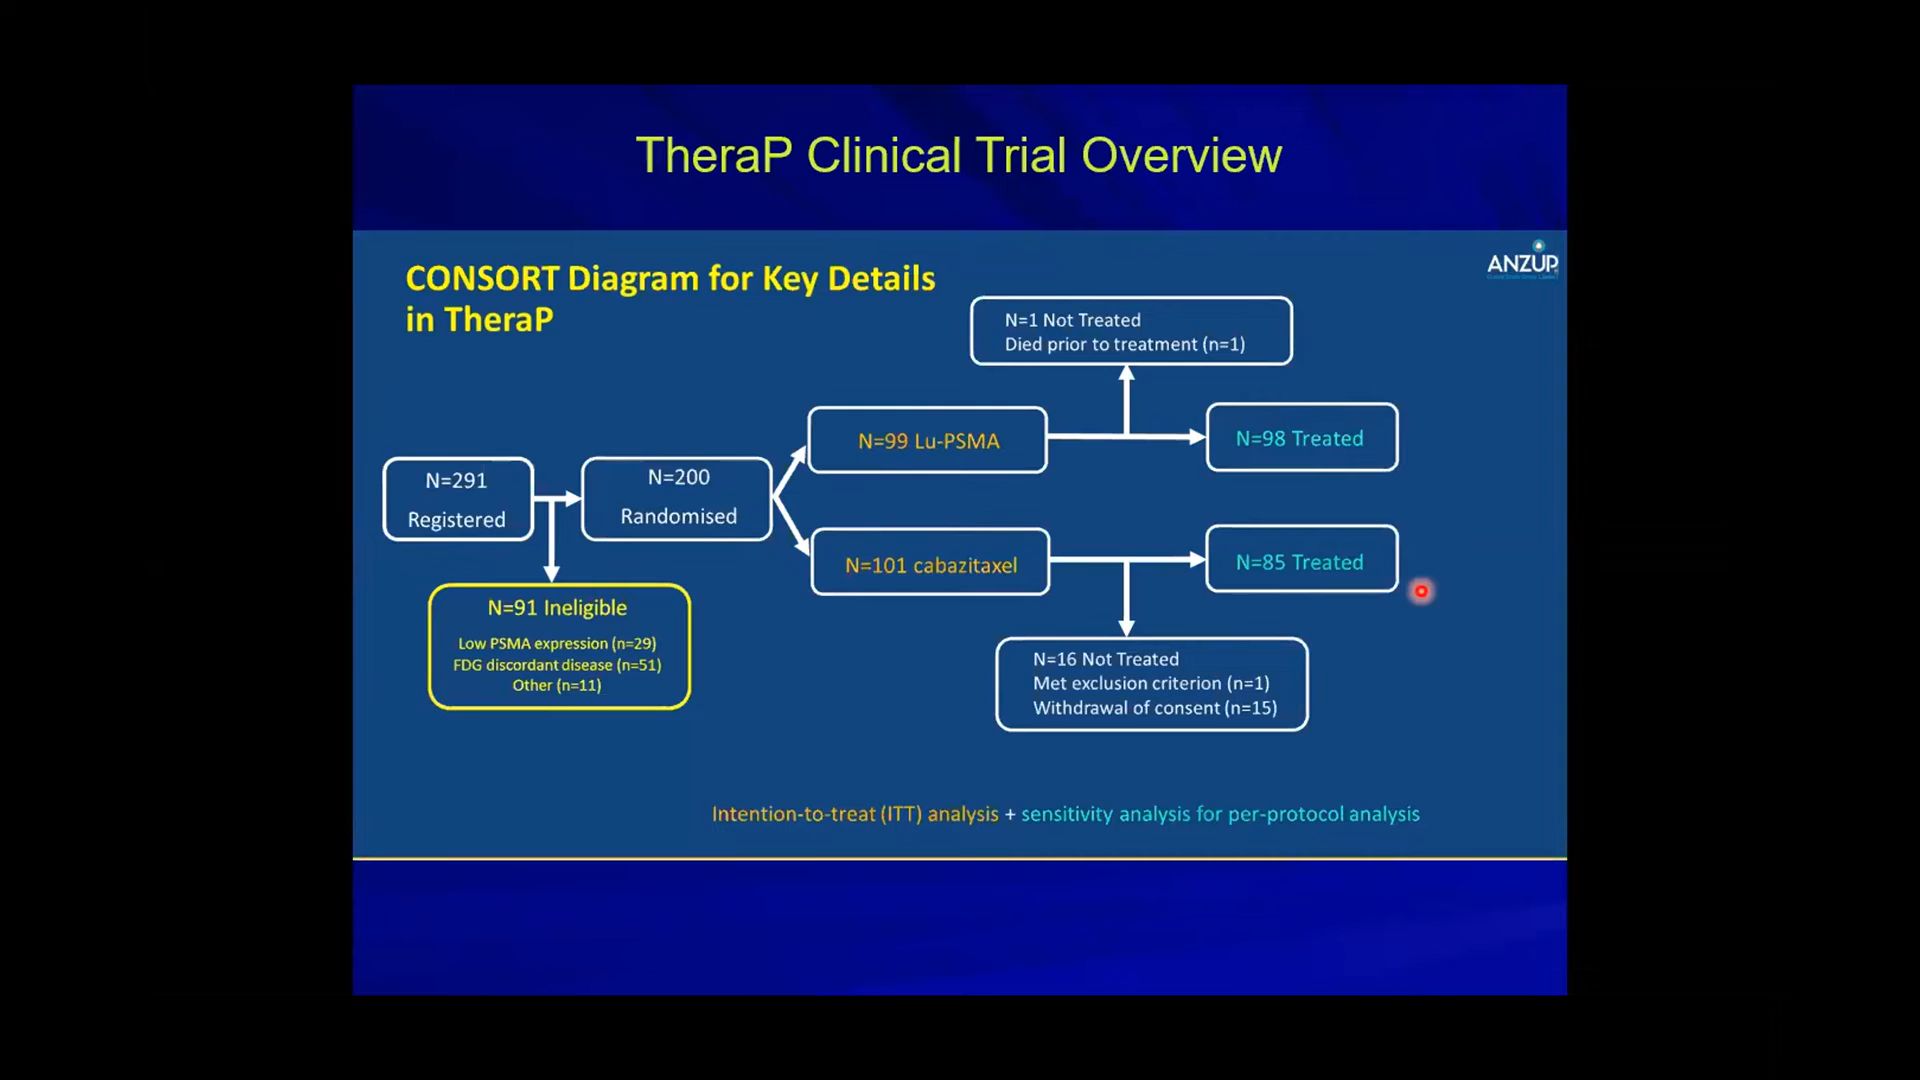 TheraP Clinical Trial Overview
CONSORT Diagram for Key Details
in TheraP
ANZUP
N=1 Not Treated
Died prior to treatment (n=1)
N=99 Lu-PSMA
N=98 Treated
N=291
Registered
N=200
Randomised
N=101 cabazitaxel
N=85 Treated
N=91 Ineligible
Low PSMA expression (n=29)
FDG discordant disease (n=51)
Other (n=11)
N=16 Not Treated
Met exclusion criterion (n=1)
Withdrawal of consent (n=15)
Intention-to-treat (ITT) analysis + sensitivity analysis for per-protocol analysis